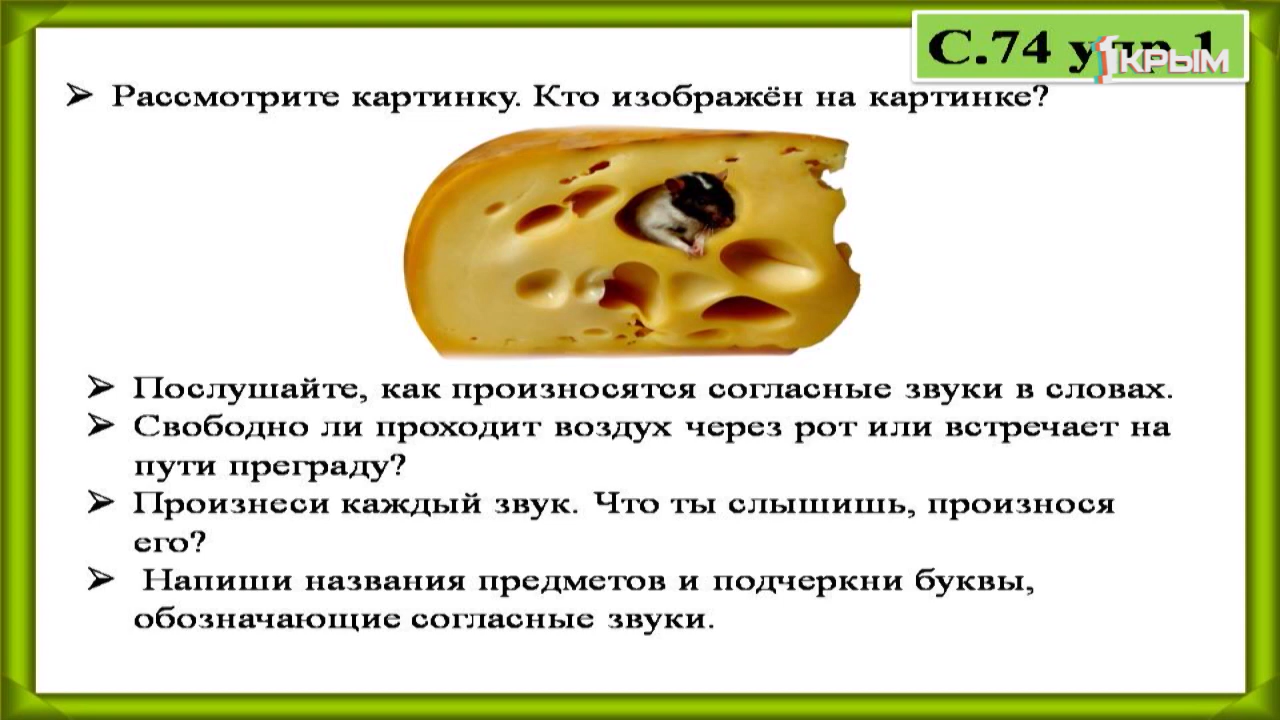 С.74 упр.1
1КРЫМ
Рассмотрите картинку. Кто изображён на картинке?
Послушайте, как произносятся согласные звуки в словах.
Свободно ли проходит воздух через рот или встречает на
пути преграду?
Произнеси каждый звук. Что ты слышишь, произнося
его?
Напиши названия предметов и подчеркни буквы,
обозначающие согласные звуки.